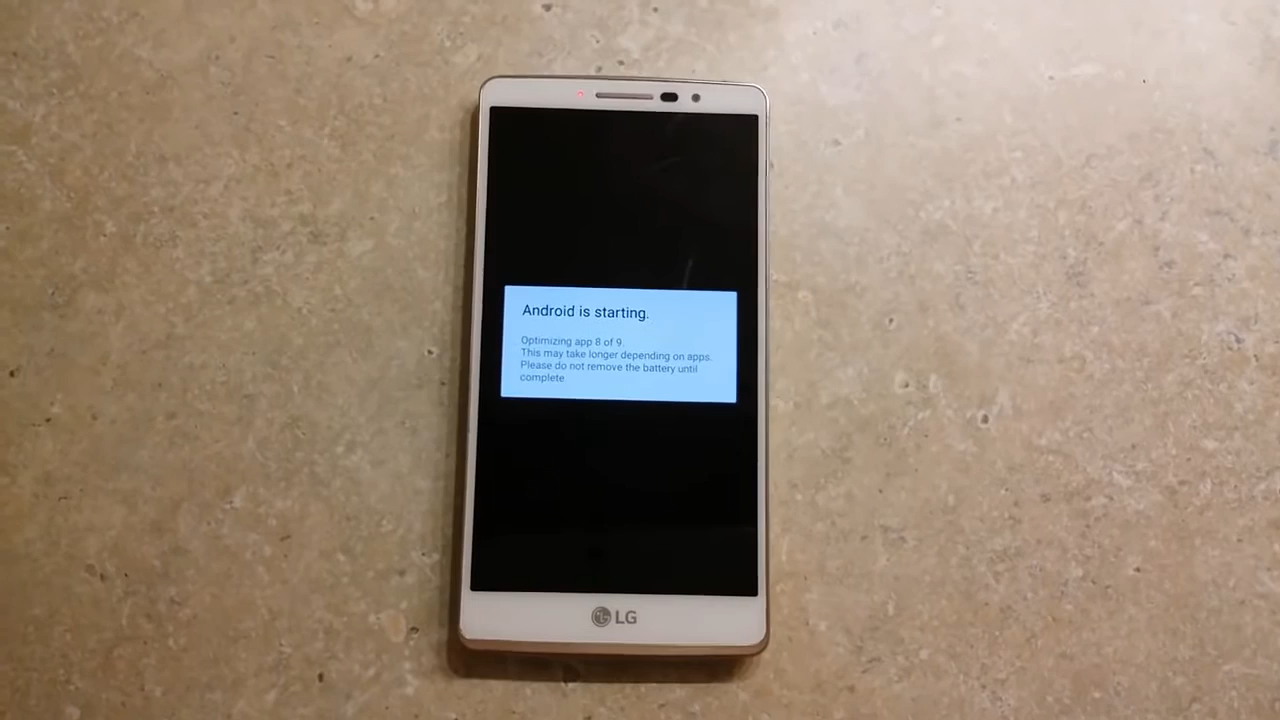 Android is starting.
Optimizing app 8 of 9.
This may take longer depending on apps.
Please do not remove the battery until
complete
LG